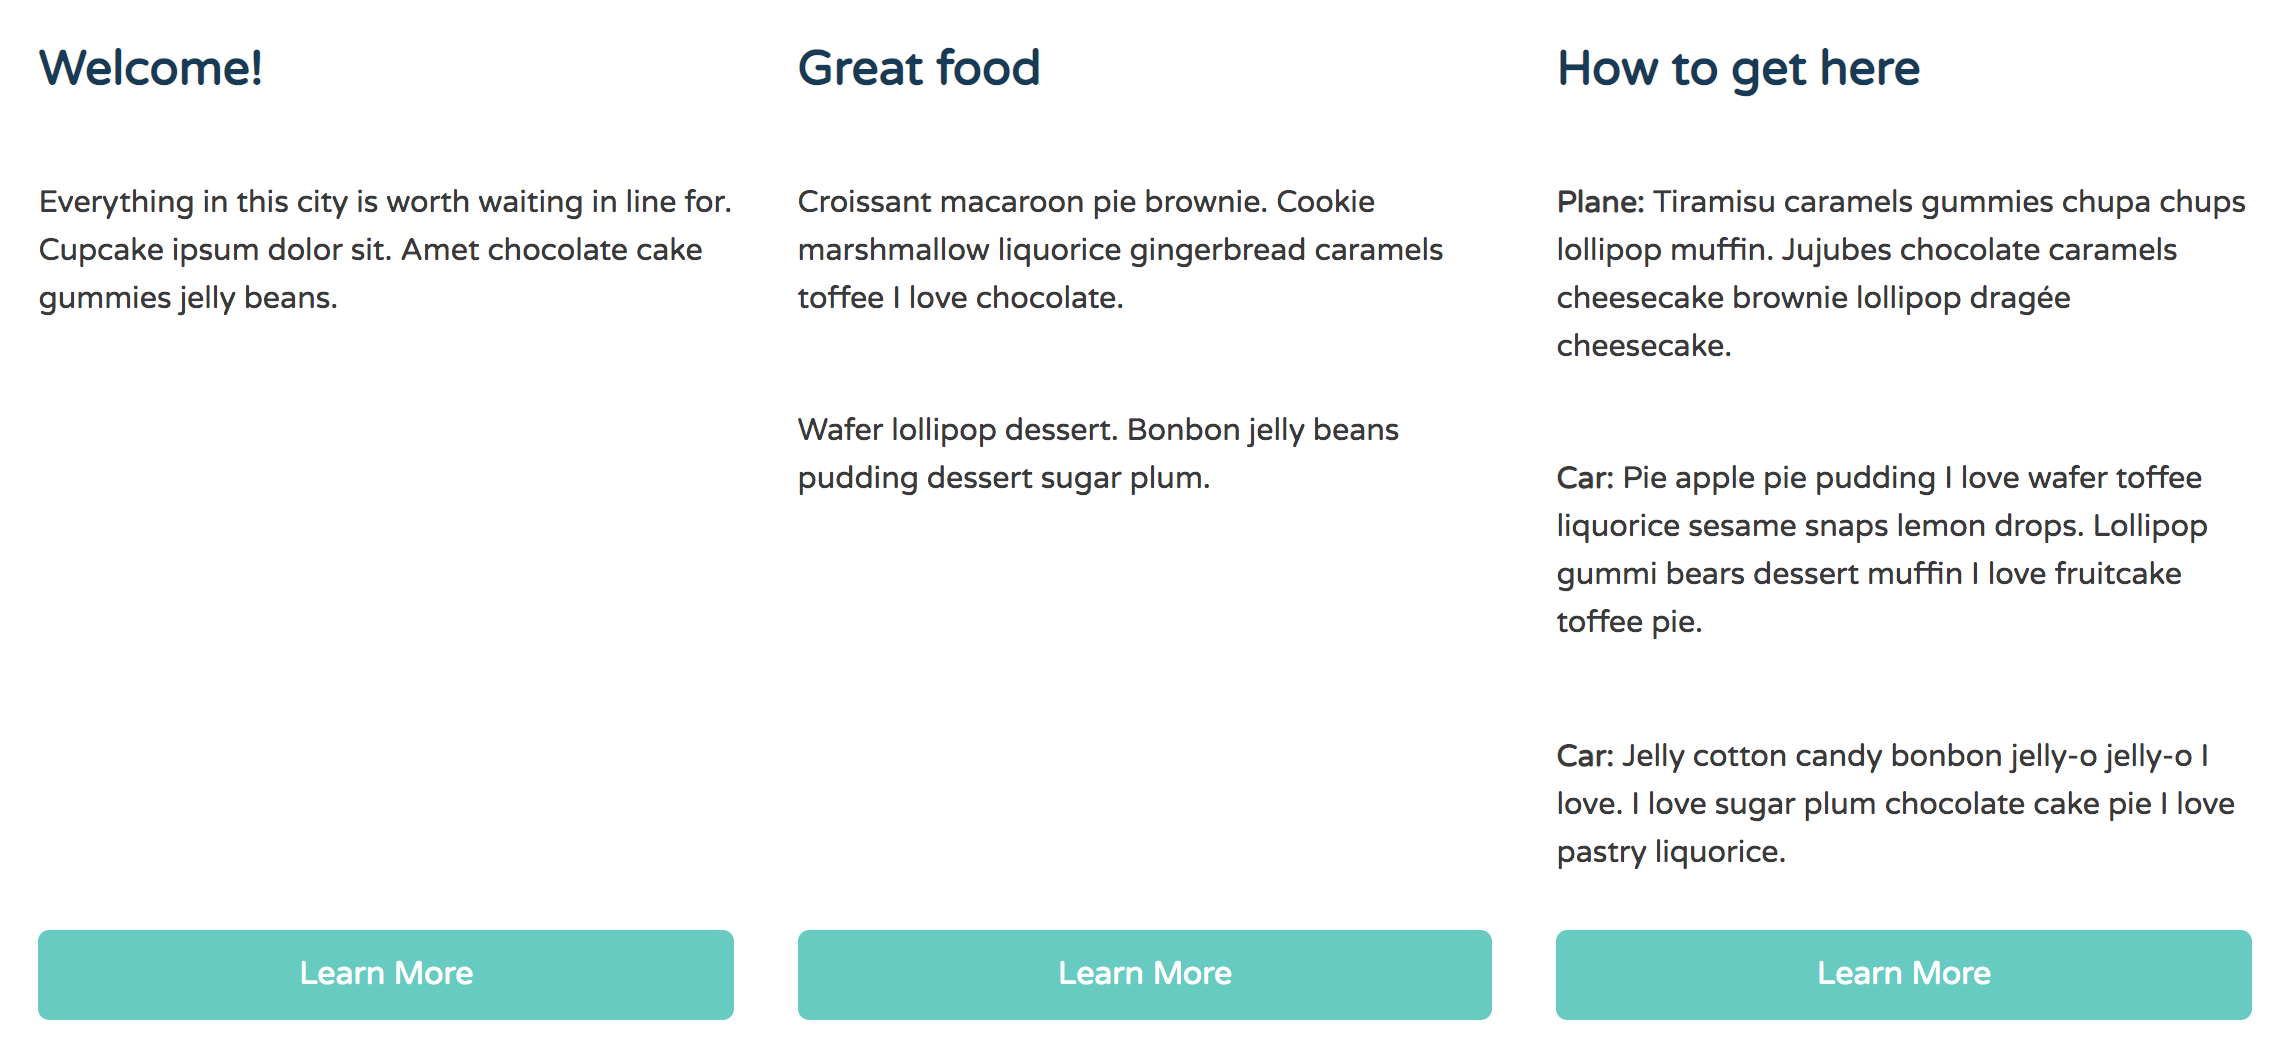 Welcome!
Everything in this city is worth waiting in line for.
Cupcake ipsum dolor sit. Amet chocolate cake
gummies jelly beans.
Learn More
Great food
Croissant macaroon pie brownie. Cookie
marshmallow liquorice gingerbread caramels
toffee I love chocolate.
Wafer lollipop dessert. Bonbon jelly beans
pudding dessert sugar plum.
Learn More
How to get here
Plane: Tiramisu caramels gummies chupa chups
lollipop muffin. Jujubes chocolate caramels
cheesecake brownie lollipop dragée
cheesecake.
Car: Pie apple pie pudding I love wafer toffee
liquorice sesame snaps lemon drops. Lollipop
gummi bears dessert muffin I love fruitcake
toffee pie.
Car: Jelly cotton candy bonbon jelly-o jelly-o I
love. I love sugar plum chocolate cake pie I love
pastry liquorice.
Learn More